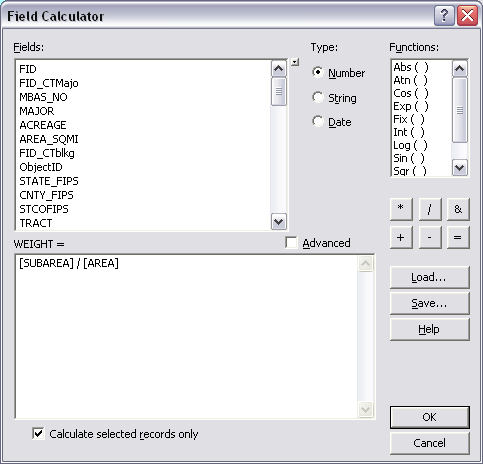 Field Calculator
Fields:
FID
FID_CTMajo
MBAS_NO
MAJOR
ACREAGE
AREA_SQMI
FID_CTblkg
ObjectID
STATE_FIPS
CNTY_FIPS
STCOFIPS
TRACT
Type:
Number
String
Date
Functions:
Abs ( )
Atn ( )
Cos ( )
Exp ( )
Fix ( )
Int ( )
Log ( )
Sin ( )
Sqr ( )
* / &
+ - =
WEIGHT =
Advanced
[SUBAREA] / [AREA]
Load...
Save...
Help
Calculate selected records only
OK
Cancel